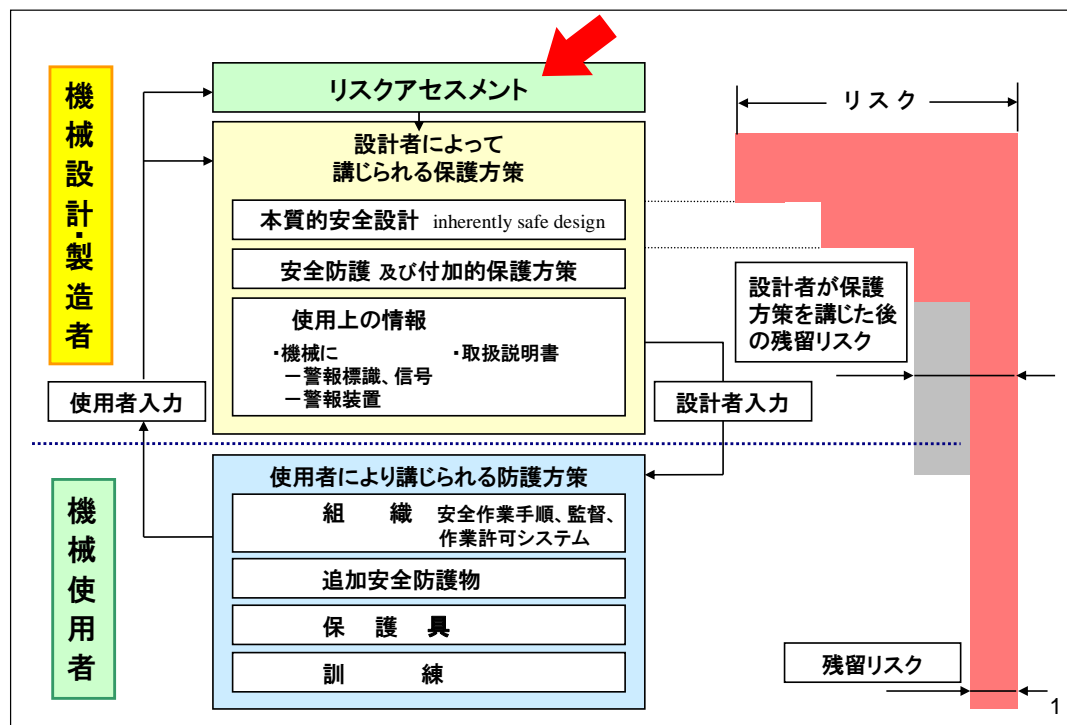 リスクアセスメント
機械設計・製造者
設計者によって
講じられる保護方策
本質的安全設計 inherently safe design
安全防護 及び付加的保護方策
使用上の情報
・機械に
－警報標識、信号
－警報装置
・取扱説明書
使用者入力
設計者入力
リスク
設計者が保護
方策を講じた後
の残留リスク
機械使用者
使用者により講じられる防護方策
組 織 安全作業手順、監督、
作業許可システム
追加安全防護物
保 護 具
訓 練
残留リスク
1